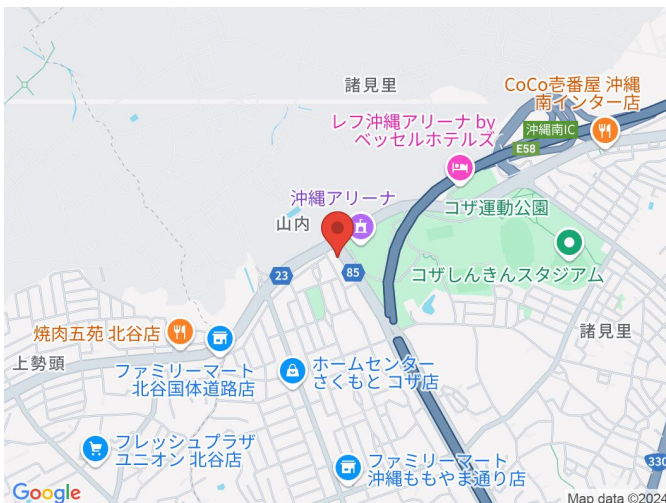 諸見里
CoCo壱番屋 沖縄
南インター店
レフ沖縄アリーナ by
ベッセルホテルズ
沖縄南IC
E58
沖縄アリーナ
山内
コザ運動公園
23
85
コザしんきんスタジアム
焼肉五苑 北谷店
諸見里
上勢頭
ファミリーマート
北谷国体道路店
ホームセンター
さくもと コザ店
フレッシュプラザ
ユニオン 北谷店
ファミリーマート
沖縄ももやま通り店
330
Google
Map data ©2024